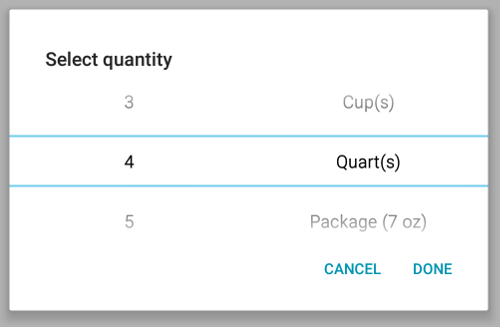 Select quantity
3 Cup(s)
4 Quart(s)
5 Package (7 oz)
CANCEL DONE